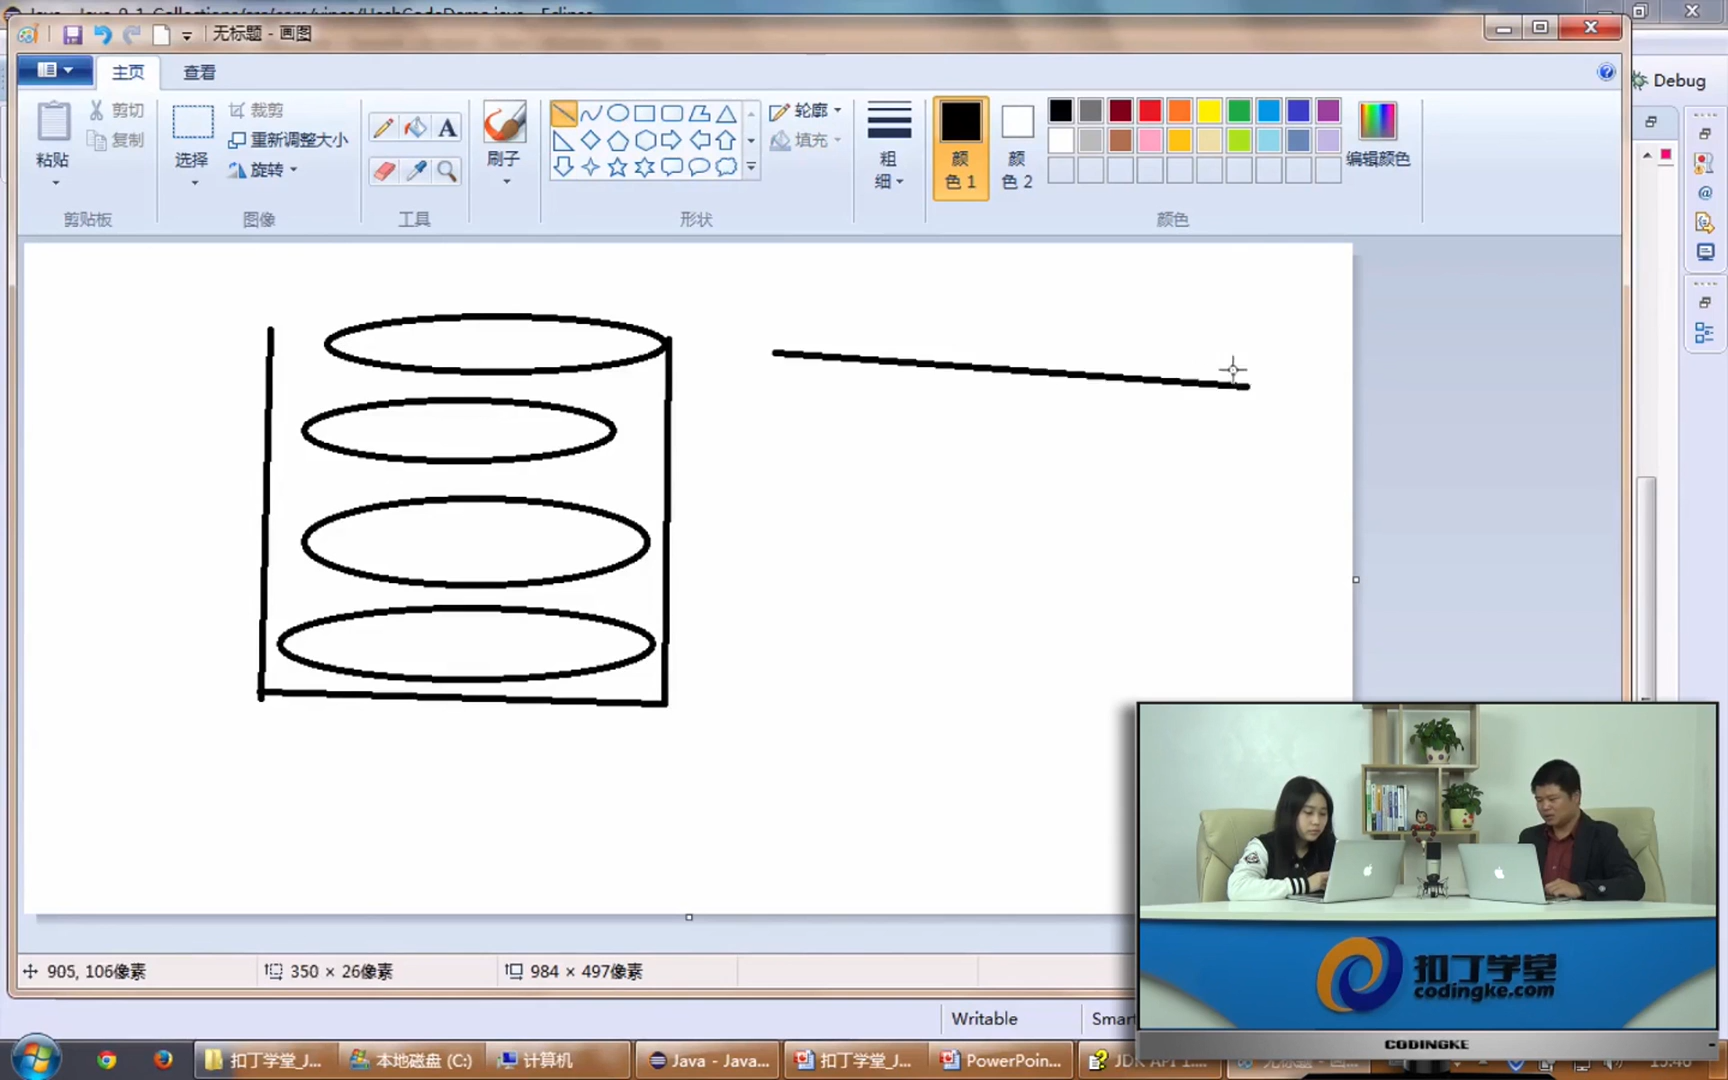 无标题 - 画图
Debug
主页
查看
粘贴
剪切
复制
剪贴板
选择
裁剪
重新调整大小
旋转
图像
工具
刷子
轮廓
填充
形状
粗
细
颜
色 1
颜
色 2
编辑颜色
颜色
905, 106像素
350 × 26像素
984 × 497像素
扣丁学堂
codingke.com
CODINGKE
Writable
Smart
扣丁学堂_J...
本地磁盘 (C:)
计算机
Java - Java...
扣丁学堂_J...
PowerPoin...